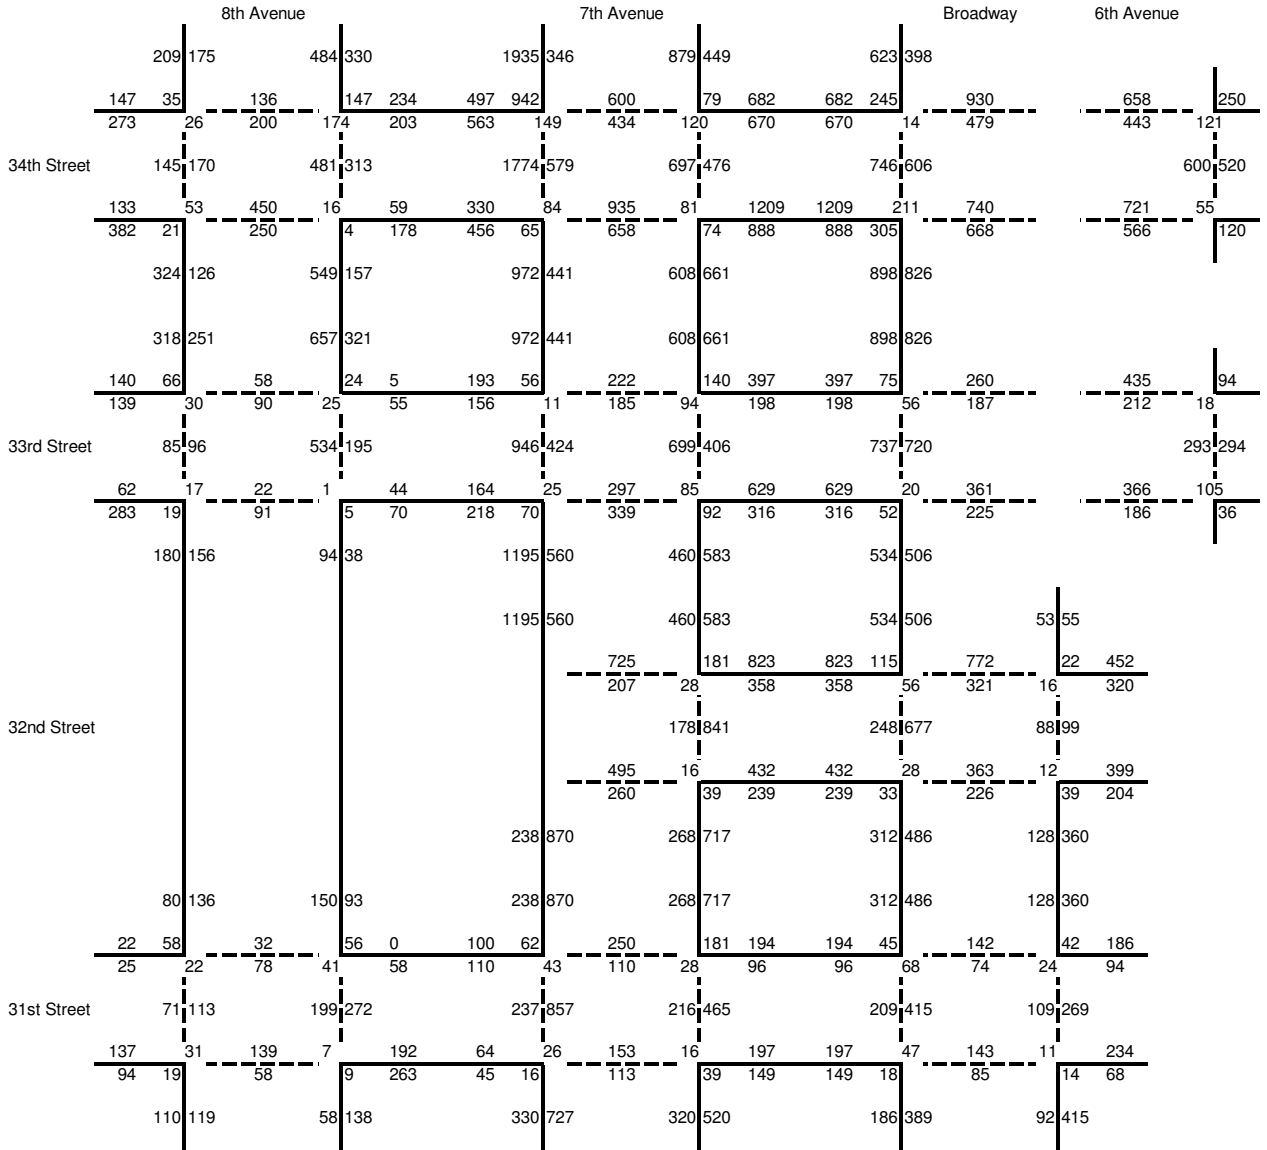 8th Avenue 7th Avenue Broadway 6th Avenue
209 175 484 330 1935 346 879 449 623 398
147 35 136 147 234 497 942 600 79 682 682 245 930 658 250
273 26 200 174 203 563 149 434 120 670 670 14 479 443 121
34th Street 145 170 481 313 1774 579 697 476 746 606 600 520
133 53 450 16 59 330 84 935 81 1209 1209 211 740 721 55
382 21 250 4 178 456 65 658 74 888 888 305 668 566 120
324 126 549 157 972 441 608 661 898 826
318 251 657 321 972 441 608 661 898 826
140 66 58 24 5 193 56 222 140 397 397 75 260 435 94
139 30 90 25 55 156 11 185 94 198 198 56 187 212 18
33rd Street 85 96 534 195 946 424 699 406 737 720 293 294
62 17 22 1 44 164 25 297 85 629 629 20 361 366 105
283 19 91 5 70 218 70 339 92 316 316 52 225 186 36
180 156 94 38 1195 560 460 583 534 506
1195 560 460 583 534 506 53 55
725 181 823 823 115 772 22 452
207 28 358 358 56 321 16 320
32nd Street 178 841 248 677 88 99
495 16 432 432 28 363 12 399
260 39 239 239 33 226 39 204
238 870 268 717 312 486 128 360
80 136 150 93 238 870 268 717 312 486 128 360
22 58 32 56 0 100 62 250 181 194 194 45 142 42 186
25 22 78 41 58 110 43 110 28 96 96 68 74 24 94
31st Street 71 113 199 272 237 857 216 465 209 415 109 269
137 31 139 7 192 64 26 153 16 197 197 47 143 11 234
94 19 58 9 263 45 16 113 39 149 149 18 85 14 68
110 119 58 138 330 727 320 520 186 389 92 415